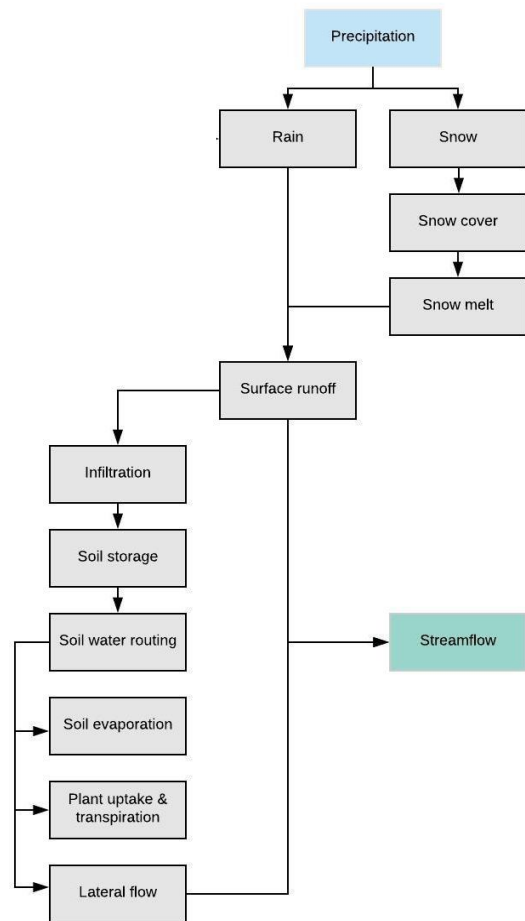 Precipitation
Rain
Snow
Snow cover
Snow melt
Surface runoff
Infiltration
Soil storage
Soil water routing
Streamflow
Soil evaporation
Plant uptake &
transpiration
Lateral flow